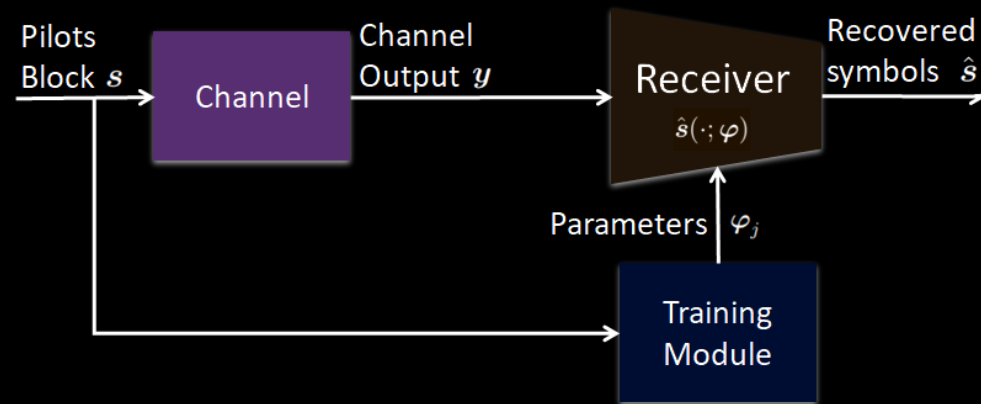 Pilots
Block s
Channel
Channel
Output y
Receiver
ŝ(·; φ)
Recovered
symbols ŝ
Parameters φⱼ
Training
Module